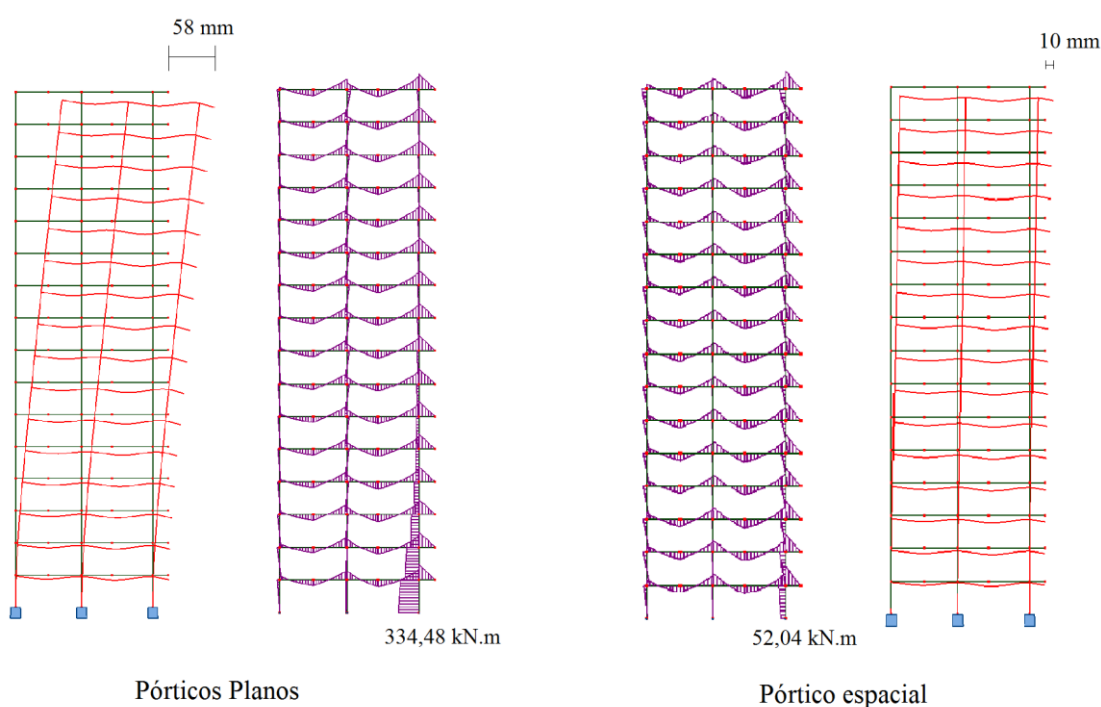 58 mm
10 mm
334,48 kN.m
52,04 kN.m
Pórticos Planos
Pórtico espacial